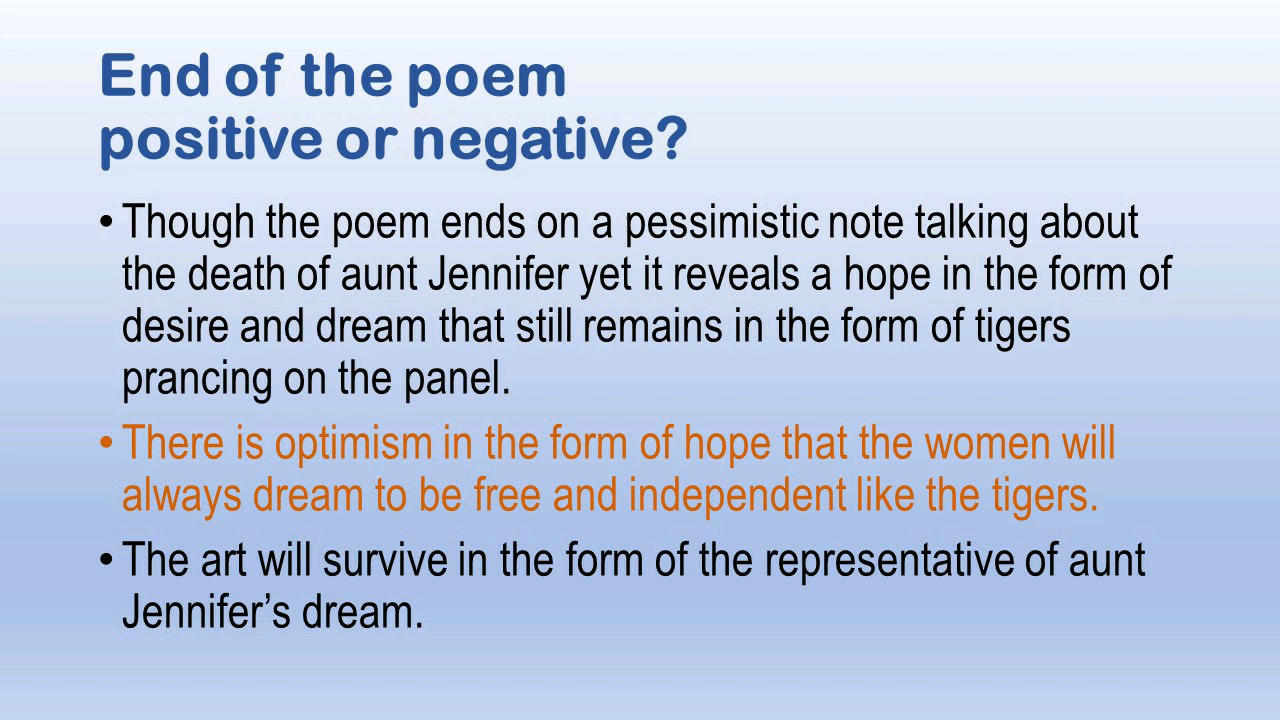 End of the poem
positive or negative?
• Though the poem ends on a pessimistic note talking about
the death of aunt Jennifer yet it reveals a hope in the form of
desire and dream that still remains in the form of tigers
prancing on the panel.
• There is optimism in the form of hope that the women will
always dream to be free and independent like the tigers.
• The art will survive in the form of the representative of aunt
Jennifer’s dream.